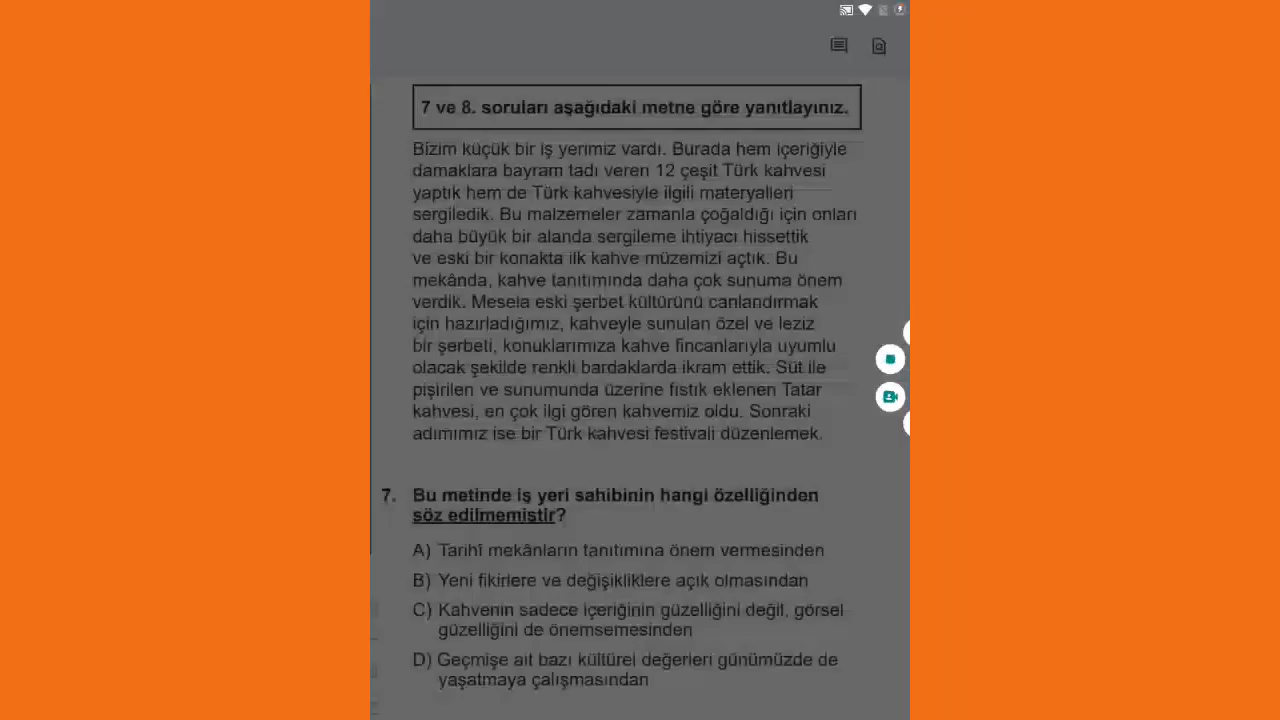 7 ve 8. soruları aşağıdaki metne göre yanıtlayınız.
Bizim küçük bir iş yerimiz vardı. Burada hem içeriğiyle
damaklara bayram tadı veren 12 çeşit Türk kahvesi
yaptık hem de Türk kahvesiyle ilgili materyalleri
sergiledik. Bu malzemeler zamanla çoğaldığı için onları
daha büyük bir alanda sergileme ihtiyacı hissettik
ve eski bir konakta ilk kahve müzemizi açtık. Bu
mekânda, kahve tanıtımında daha çok sunuma önem
verdik. Mesela eski şerbet kültürünü canlandırmak
için hazırladığımız, kahveyle sunulan özel ve leziz
bir şerbeti, konuklarımıza kahve fincanlarıyla uyumlu
olacak şekilde renkli bardaklarda ikram ettik. Süt ile
pişirilen ve sunumunda üzerine fıstık eklenen Tatar
kahvesi, en çok ilgi gören kahvemiz oldu. Sonraki
adımımız ise bir Türk kahvesi festivali düzenlemek.
7. Bu metinde iş yeri sahibinin hangi özelliğinden
söz edilmemiştir?
A) Tarihî mekânların tanıtımına önem vermesinden
B) Yeni fikirlere ve değişikliklere açık olmasından
C) Kahvenin sadece içeriğinin güzelliğini değil, görsel
güzelliğini de önemsemesinden
D) Geçmişe ait bazı kültürel değerleri günümüzde de
yaşatmaya çalışmasından